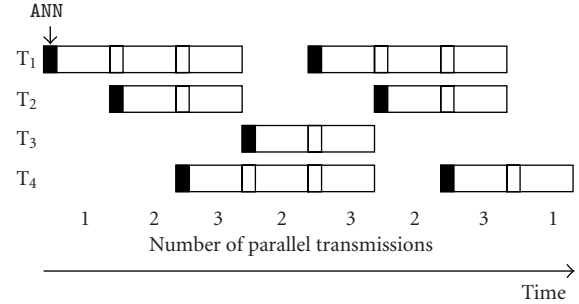 ANN
T1
T2
T3
T4
1 2 3 2 3 2 3 1
Number of parallel transmissions
Time